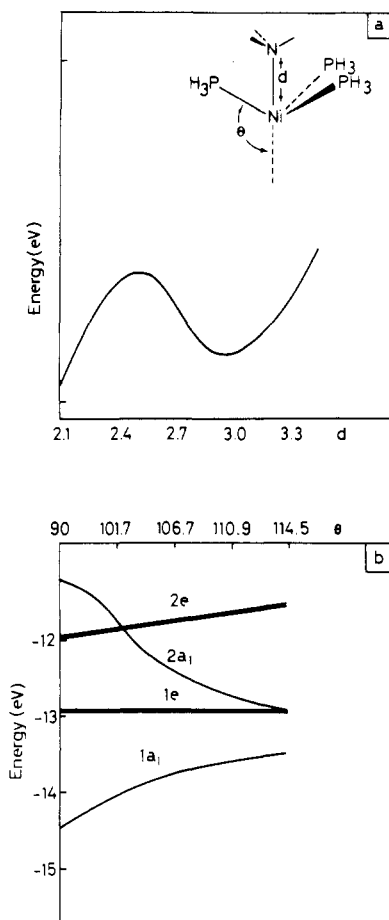 a
N
d
H3P
PH3
PH3
Ni
θ
Energy (eV)
2.1 2.4 2.7 3.0 3.3 d
90 101.7 106.7 110.9 114.5 θ
b
2e
-12
2a1
1e
-13
Energy (eV)
1a1
-14
-15